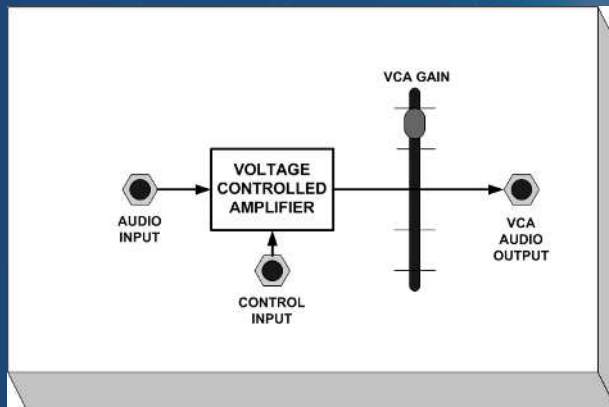 VCA GAIN
VOLTAGE
CONTROLLED
AMPLIFIER
AUDIO
INPUT
VCA
AUDIO
OUTPUT
CONTROL
INPUT